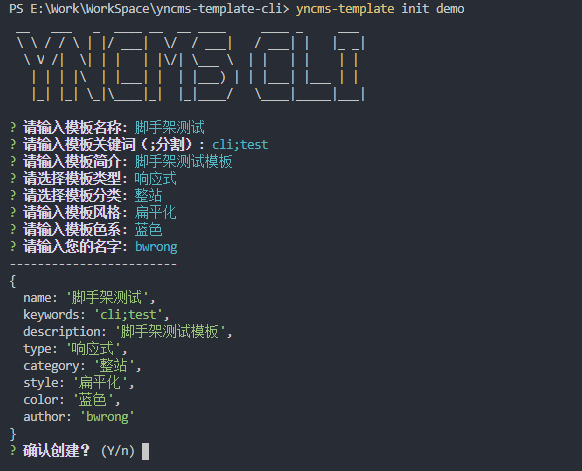 PS E:\Work\WorkSpace\yncms-template-cli> yncms-template init demo
YNCMS CLI
? 请输入模板名称: 脚手架测试
? 请输入模板关键词（;分割）: cli;test
? 请输入模板简介: 脚手架测试模板
? 请选择模板类型: 响应式
? 请选择模板分类: 整站
? 请输入模板风格: 扁平化
? 请输入模板色系: 蓝色
? 请输入您的名字: bwrong
------------------------
{
  name: '脚手架测试',
  keywords: 'cli;test',
  description: '脚手架测试模板',
  type: '响应式',
  category: '整站',
  style: '扁平化',
  color: '蓝色',
  author: 'bwrong'
}
? 确认创建？ (Y/n)